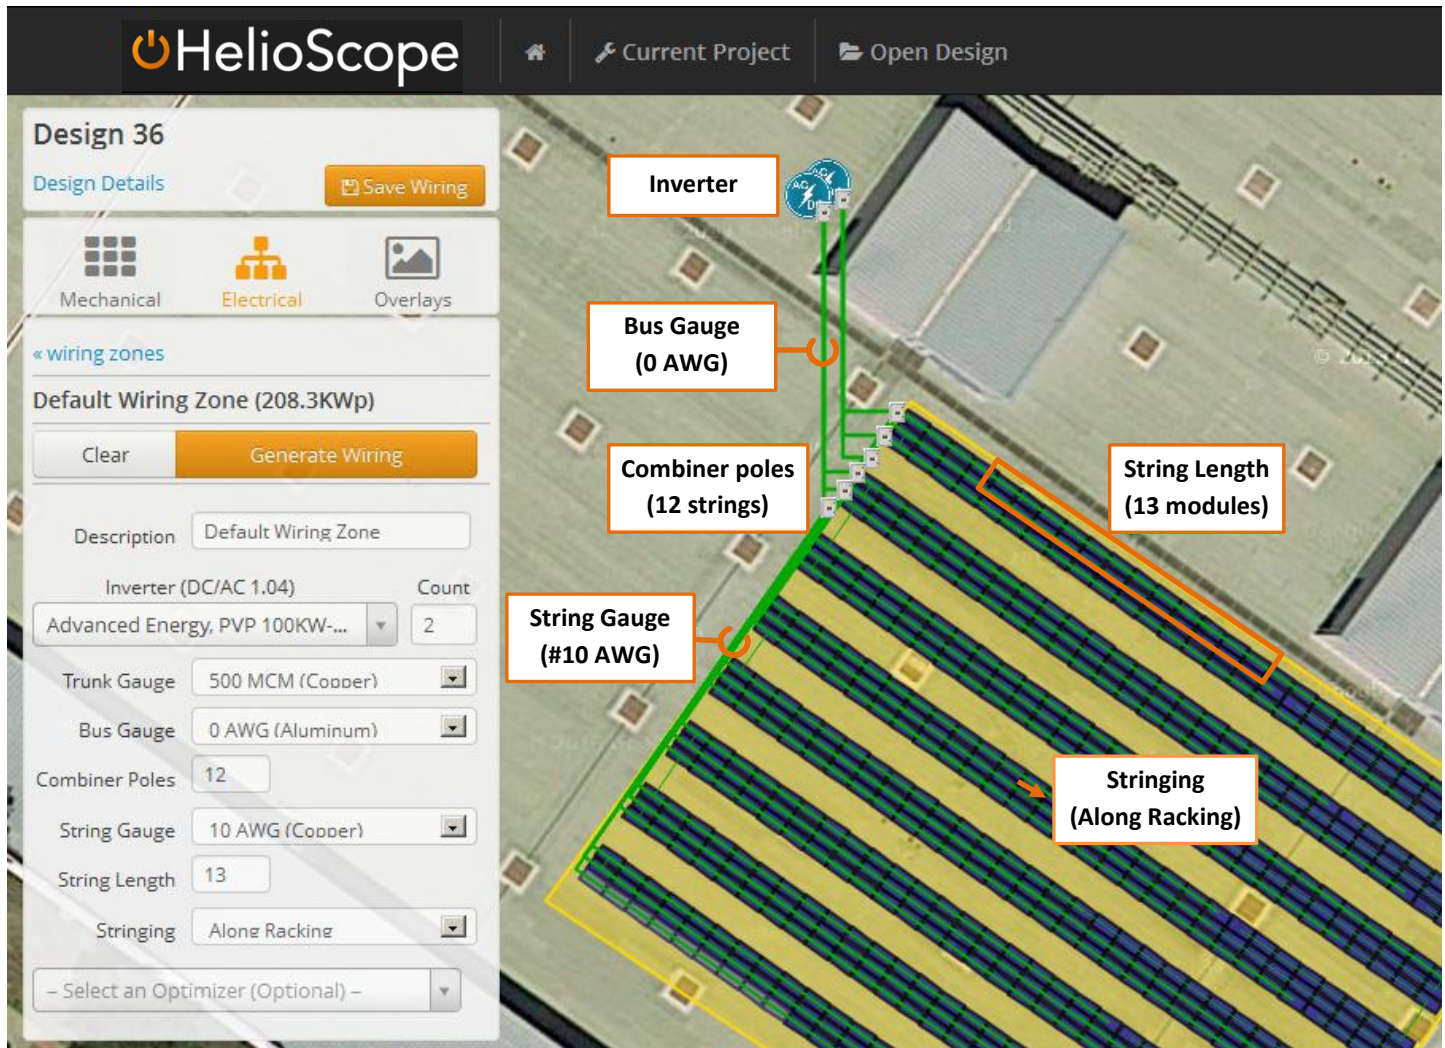 HelioScope
Current Project
Open Design
Design 36
Design Details
Save Wiring
Mechanical
Electrical
Overlays
« wiring zones
Default Wiring Zone (208.3KWp)
Clear
Generate Wiring
Description
Default Wiring Zone
Inverter (DC/AC 1.04)
Count
Advanced Energy, PVP 100KW-...
2
Trunk Gauge
500 MCM (Copper)
Bus Gauge
0 AWG (Aluminum)
Combiner Poles
12
String Gauge
10 AWG (Copper)
String Length
13
Stringing
Along Racking
– Select an Optimizer (Optional) –
Inverter
AC
Bus Gauge
(0 AWG)
Combiner poles
(12 strings)
String Length
(13 modules)
String Gauge
(#10 AWG)
Stringing
(Along Racking)